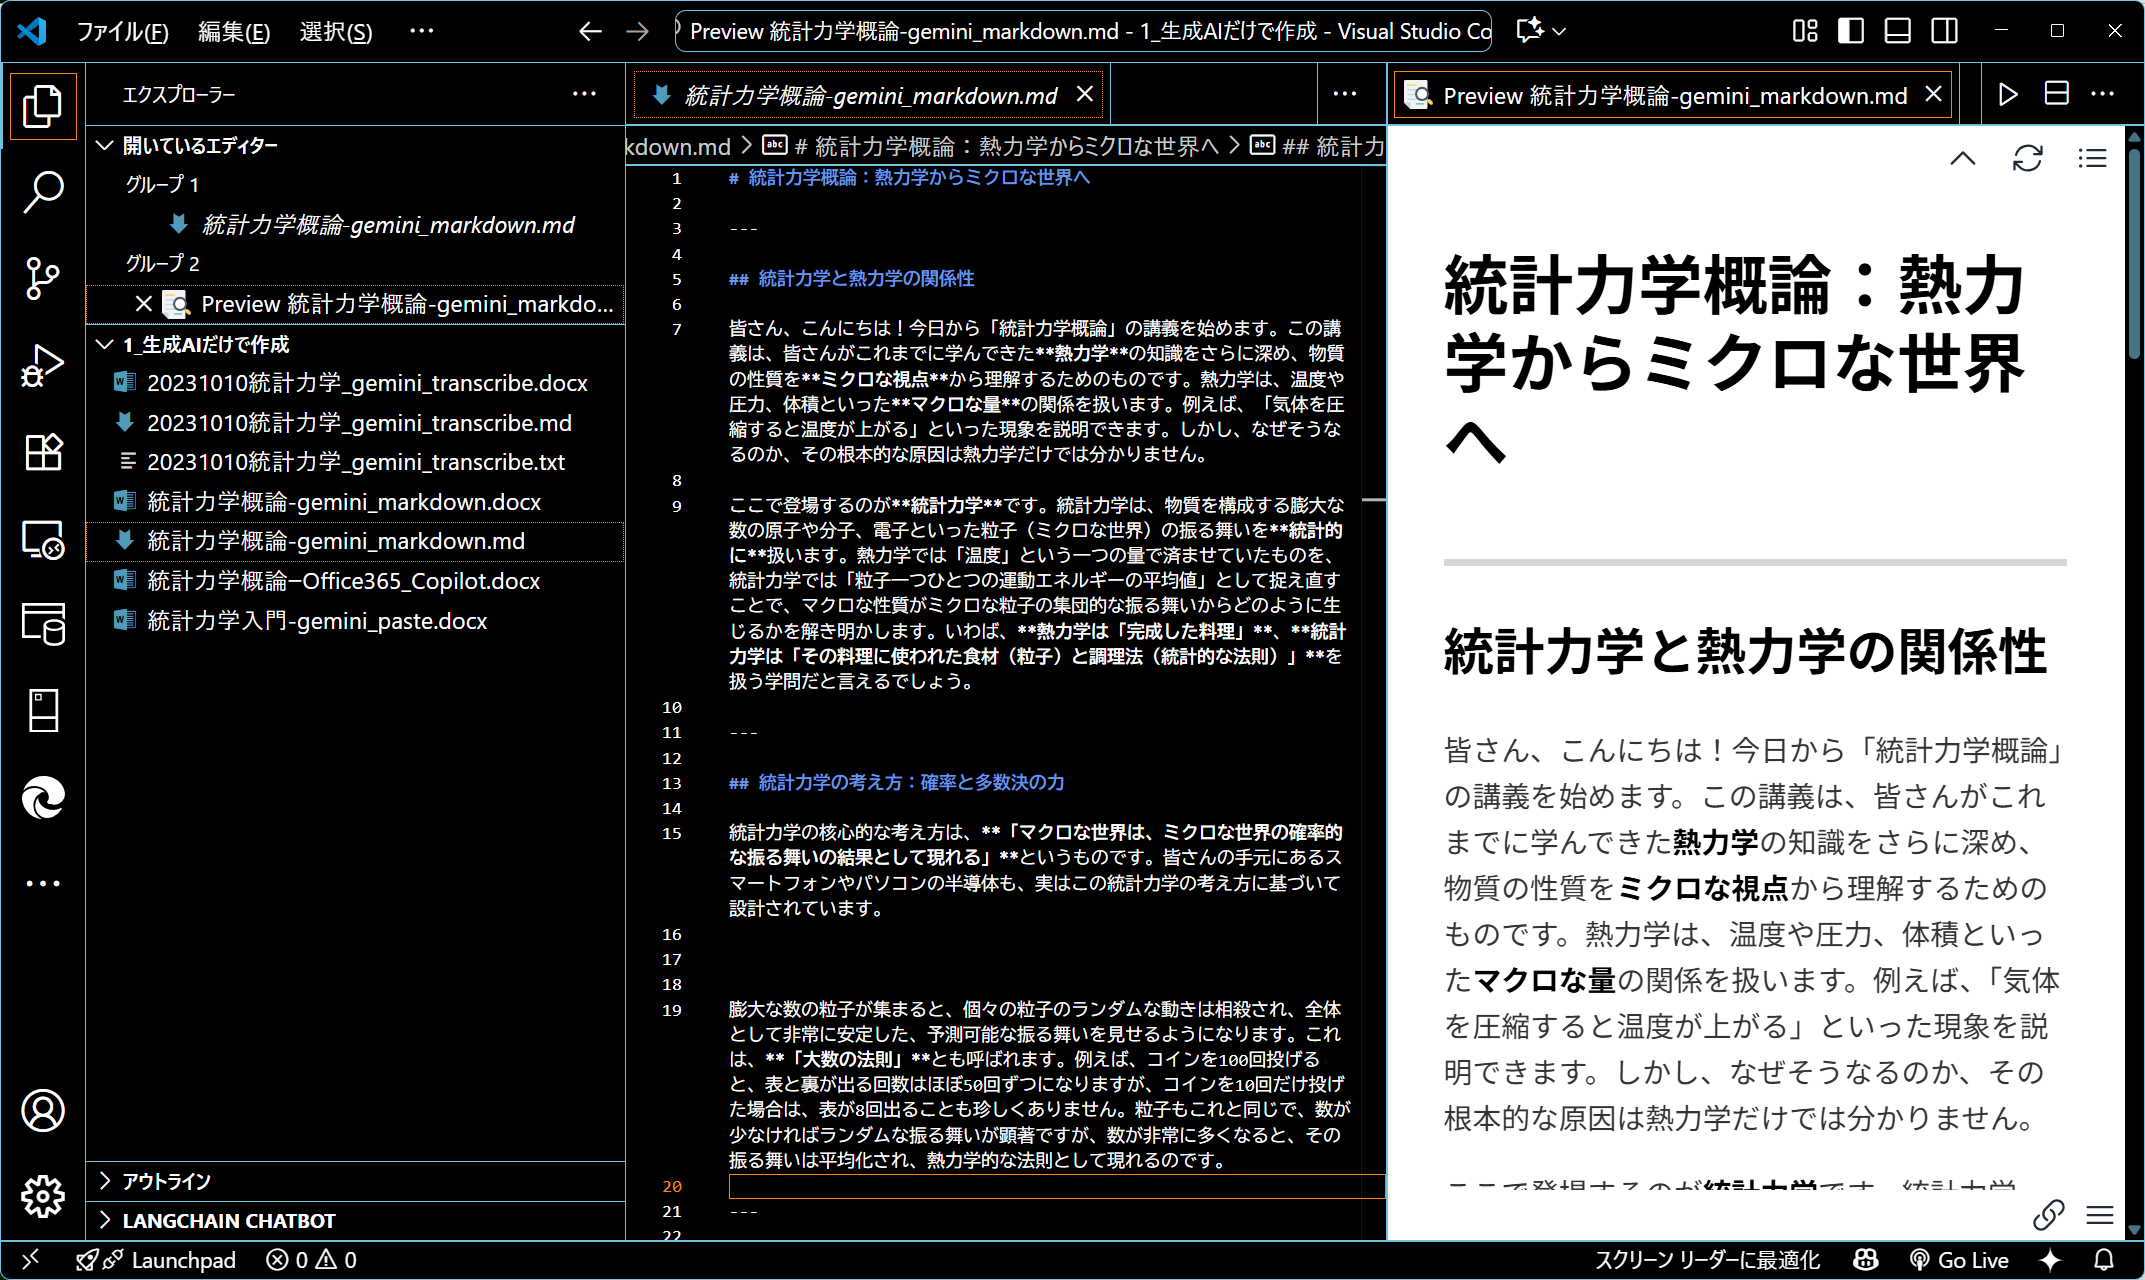 ファイル(F) 編集(E) 選択(S) ···
Preview 統計力学概論-gemini_markdown.md - 1_生成AIだけで作成 - Visual Studio Co
エクスプローラー
開いているエディター
グループ 1
統計力学概論-gemini_markdown.md
グループ 2
Preview 統計力学概論-gemini_markdo...
1_生成AIだけで作成
20231010統計力学_gemini_transcribe.docx
20231010統計力学_gemini_transcribe.md
20231010統計力学_gemini_transcribe.txt
統計力学概論-gemini_markdown.docx
統計力学概論-gemini_markdown.md
統計力学概論-Office365_Copilot.docx
統計力学入門-gemini_paste.docx
アウトライン
LANGCHAIN CHATBOT
統計力学概論-gemini_markdown.md
kdown.md > # 統計力学概論：熱力学からミクロな世界へ > ## 統計力
1 # 統計力学概論：熱力学からミクロな世界へ
2
3 ---
4
5 ## 統計力学と熱力学の関係性
6
7 皆さん、こんにちは！今日から「統計力学概論」の講義を始めます。この講
義は、皆さんがこれまでに学んできた**熱力学**の知識をさらに深め、物質
の性質を**ミクロな視点**から理解するためのものです。熱力学は、温度や
圧力、体積といった**マクロな量**の関係を扱います。例えば、「気体を圧
縮すると温度が上がる」といった現象を説明できます。しかし、なぜそうな
るのか、その根本的な原因は熱力学だけでは分かりません。
8
9 ここで登場するのが**統計力学**です。統計力学は、物質を構成する膨大な
数の原子や分子、電子といった粒子（ミクロな世界）の振る舞いを**統計的
に**扱います。熱力学では「温度」という一つの量で済ませていたものを、
統計力学では「粒子一つひとつの運動エネルギーの平均値」として捉え直す
ことで、マクロな性質がミクロな粒子の集団的な振る舞いからどのように生
じるかを解き明かします。いわば、**熱力学は「完成した料理」**、**統計
力学は「その料理に使われた食材（粒子）と調理法（統計的な法則）」**を
扱う学問だと言えるでしょう。
10
11 ---
12
13 ## 統計力学の考え方：確率と多数決の力
14
15 統計力学の核心的な考え方は、**「マクロな世界は、ミクロな世界の確率的
な振る舞いの結果として現れる」**というものです。皆さんの手元にあるス
マートフォンやパソコンの半導体も、実はこの統計力学の考え方に基づいて
設計されています。
16
17
18
19 膨大な数の粒子が集まると、個々の粒子のランダムな動きは相殺され、全体
として非常に安定した、予測可能な振る舞いを見せるようになります。これ
は、**「大数の法則」**とも呼ばれます。例えば、コインを100回投げる
と、表と裏が出る回数はほぼ50回ずつになりますが、コインを10回だけ投げ
た場合は、表が8回出ることも珍しくありません。粒子もこれと同じで、数が
少なければランダムな振る舞いが顕著ですが、数が非常に多くなると、その
振る舞いは平均化され、熱力学的な法則として現れるのです。
20
21 ---
22
Preview 統計力学概論-gemini_markdown.md
統計力学概論：熱力
学からミクロな世界
へ
統計力学と熱力学の関係性
皆さん、こんにちは！今日から「統計力学概論」
の講義を始めます。この講義は、皆さんがこれ
までに学んできた熱力学の知識をさらに深め、
物質の性質をミクロな視点から理解するための
ものです。熱力学は、温度や圧力、体積といっ
たマクロな量の関係を扱います。例えば、「気体
を圧縮すると温度が上がる」といった現象を説
明できます。しかし、なぜそうなるのか、その
根本的な原因は熱力学だけでは分かりません。
ここで登場するのが統計力学です。統計力学
Launchpad 0 0
スクリーン リーダーに最適化 Go Live